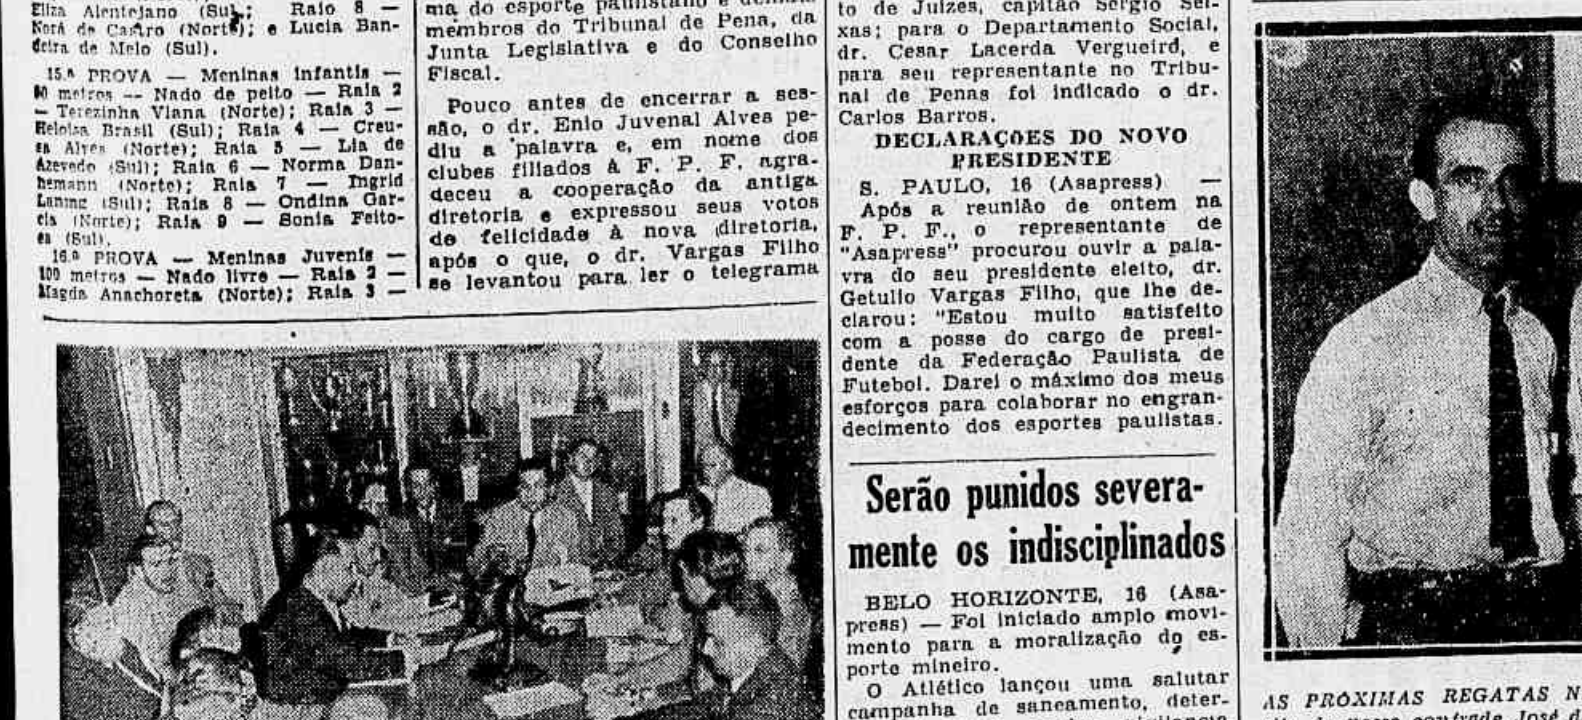 Eliza Alentejano (Sul); Raio 8 —
Norá de Castro (Norte); e Lucia Ban-
deira de Melo (Sul).
15.ª PROVA — Meninas Infantis —
metros — Nado de peito — Raia 2
— Terezinha Viana (Norte); Raia 3 —
Heloisa Brasil (Sul); Raia 4 — Creu-
sa Alves (Norte); Raia 5 — Lia de
Azevedo (Sul); Raia 6 — Norma Dan-
nemann (Norte); Raia 7 — Ingrid
(Sul); Raia 8 — Ondina Gar-
cia (Norte); Raia 9 — Sonia Feito-
sa (Sul).
16.ª PROVA — Meninas Juvenis —
100 metros — Nado livre — Raia 2 —
Magda Anachoreta (Norte); Raia 3 —
ma do esporte paulistano e demais
membros do Tribunal de Pena, da
Junta Legislativa e do Conselho
Fiscal.
Pouco antes de encerrar a ses-
são, o dr. Enio Juvenal Alves pe-
diu a palavra e, em nome dos
clubes filiados à F. P. F. agra-
deceu a cooperação da antiga
diretoria e expressou seus votos
de felicidade à nova diretoria,
após o que, o dr. Vargas Filho
se levantou para ler o telegrama
to de Juizes, capitão Sergio Sei-
xas; para o Departamento Social,
dr. Cesar Lacerda Vergueiro, e
para seu representante no Tribu-
nal de Penas foi indicado o dr.
Carlos Barros.
DECLARAÇÕES DO NOVO
PRESIDENTE
S. PAULO, 16 (Asapress) —
Após a reunião de ontem na
F. P. F., o representante de
"Asapress" procurou ouvir a pala-
vra do seu presidente eleito, dr.
Getulio Vargas Filho, que lhe de-
clarou: "Estou muito satisfeito
com a posse do cargo de presi-
dente da Federação Paulista de
Futebol. Darei o máximo dos meus
esforços para colaborar no engran-
decimento dos esportes paulistas.
Serão punidos severa-
mente os indisciplinados
BELO HORIZONTE, 16 (Asa-
press) — Foi iniciado amplo movi-
mento para a moralização do es-
porte mineiro.
O Atlético lançou uma salutar
campanha de saneamento, deter-
AS PRÓXIMAS REGATAS N
José d